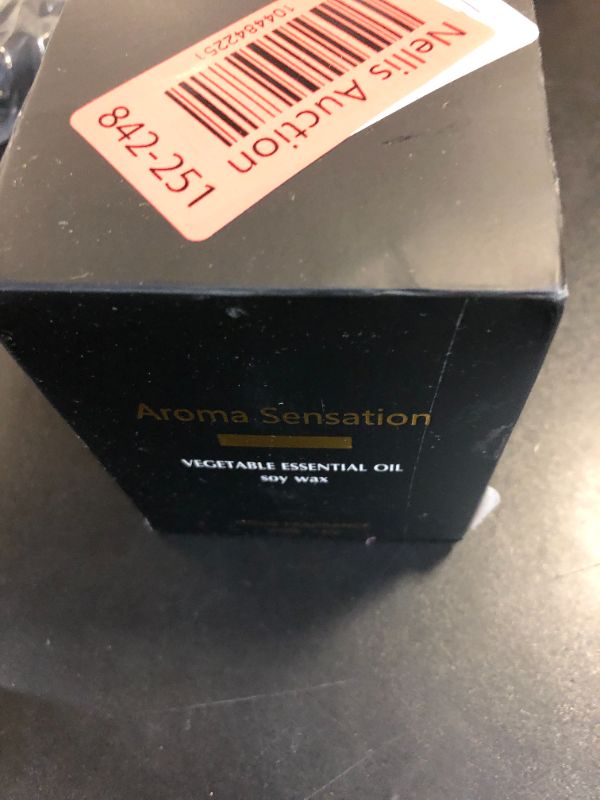 Nellis Auction
1044842251
842-251
Aroma Sensation
VEGETABLE ESSENTIAL OIL
soy wax